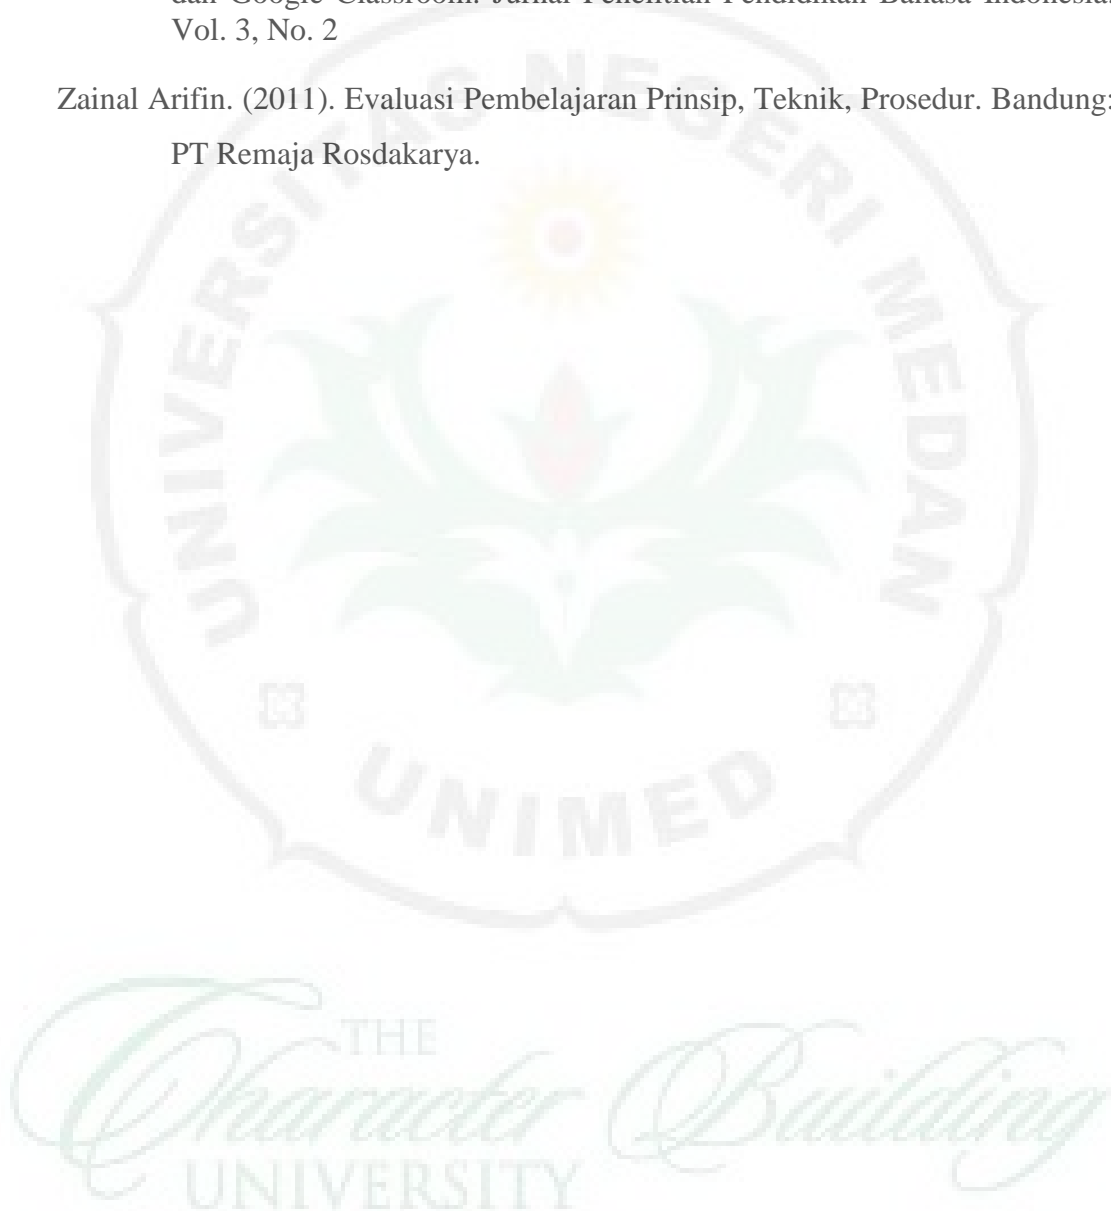 dan Google Classroom. Jurnal Penelitian Pendidikan Bahasa Indonesia.
Vol. 3, No. 2
Zainal Arifin. (2011). Evaluasi Pembelajaran Prinsip, Teknik, Prosedur. Bandung:
PT Remaja Rosdakarya.
UNIVERSITAS NEGERI MEDAN
UNIMED
THE
Character Building
UNIVERSITY